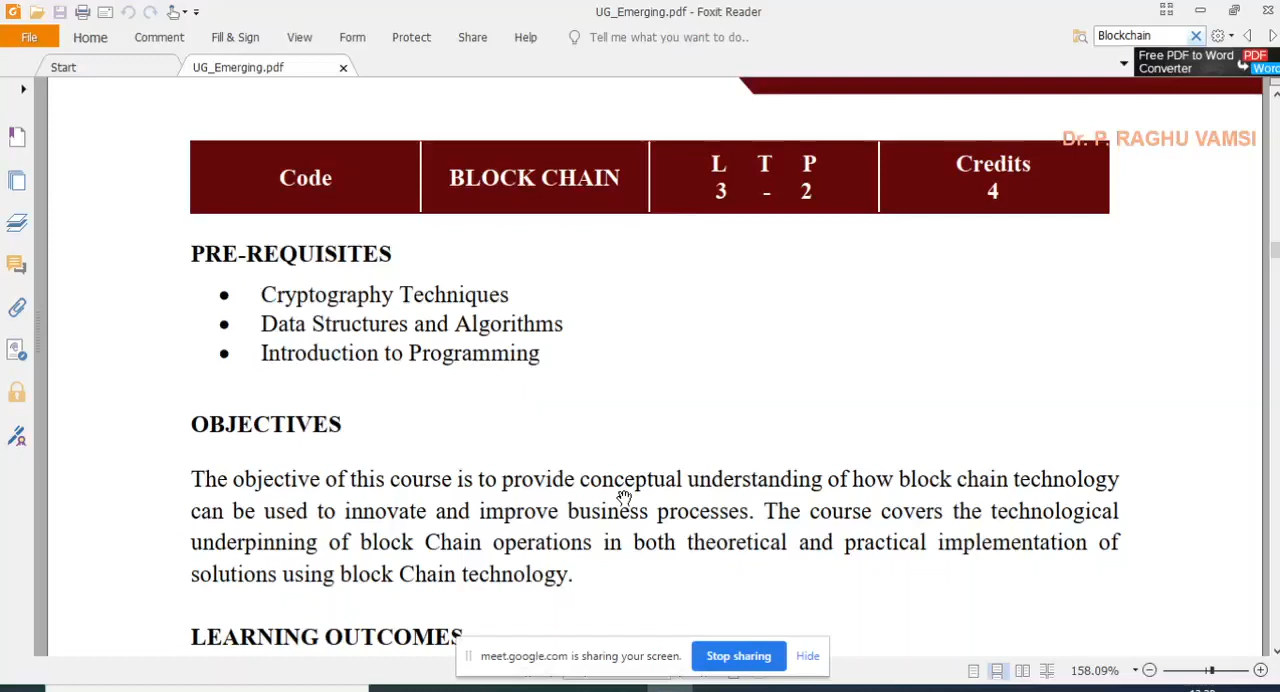 UG_Emerging.pdf - Foxit Reader
File Home Comment Fill & Sign View Form Protect Share Help Tell me what you want to do.. Blockchain
Start UG_Emerging.pdf Free PDF to Word Converter PDF Word
Dr. P. RAGHU VAMSI
Code BLOCK CHAIN L T P Credits
3 - 2 4
PRE-REQUISITES
• Cryptography Techniques
• Data Structures and Algorithms
• Introduction to Programming
OBJECTIVES
The objective of this course is to provide conceptual understanding of how block chain technology
can be used to innovate and improve business processes. The course covers the technological
underpinning of block Chain operations in both theoretical and practical implementation of
solutions using block Chain technology.
LEARNING OUTCOMES
meet.google.com is sharing your screen. Stop sharing Hide
158.09%